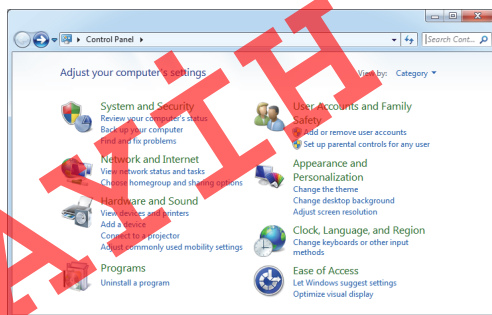 Control Panel
Search Cont...
Adjust your computer's settings
View by: Category
System and Security
Review your computer's status
Back up your computer
Find and fix problems
Network and Internet
View network status and tasks
Choose homegroup and sharing options
Hardware and Sound
View devices and printers
Add a device
Connect to a projector
Adjust commonly used mobility settings
Programs
Uninstall a program
User Accounts and Family
Safety
Add or remove user accounts
Set up parental controls for any user
Appearance and
Personalization
Change the theme
Change desktop background
Adjust screen resolution
Clock, Language, and Region
Change keyboards or other input
methods
Ease of Access
Let Windows suggest settings
Optimize visual display